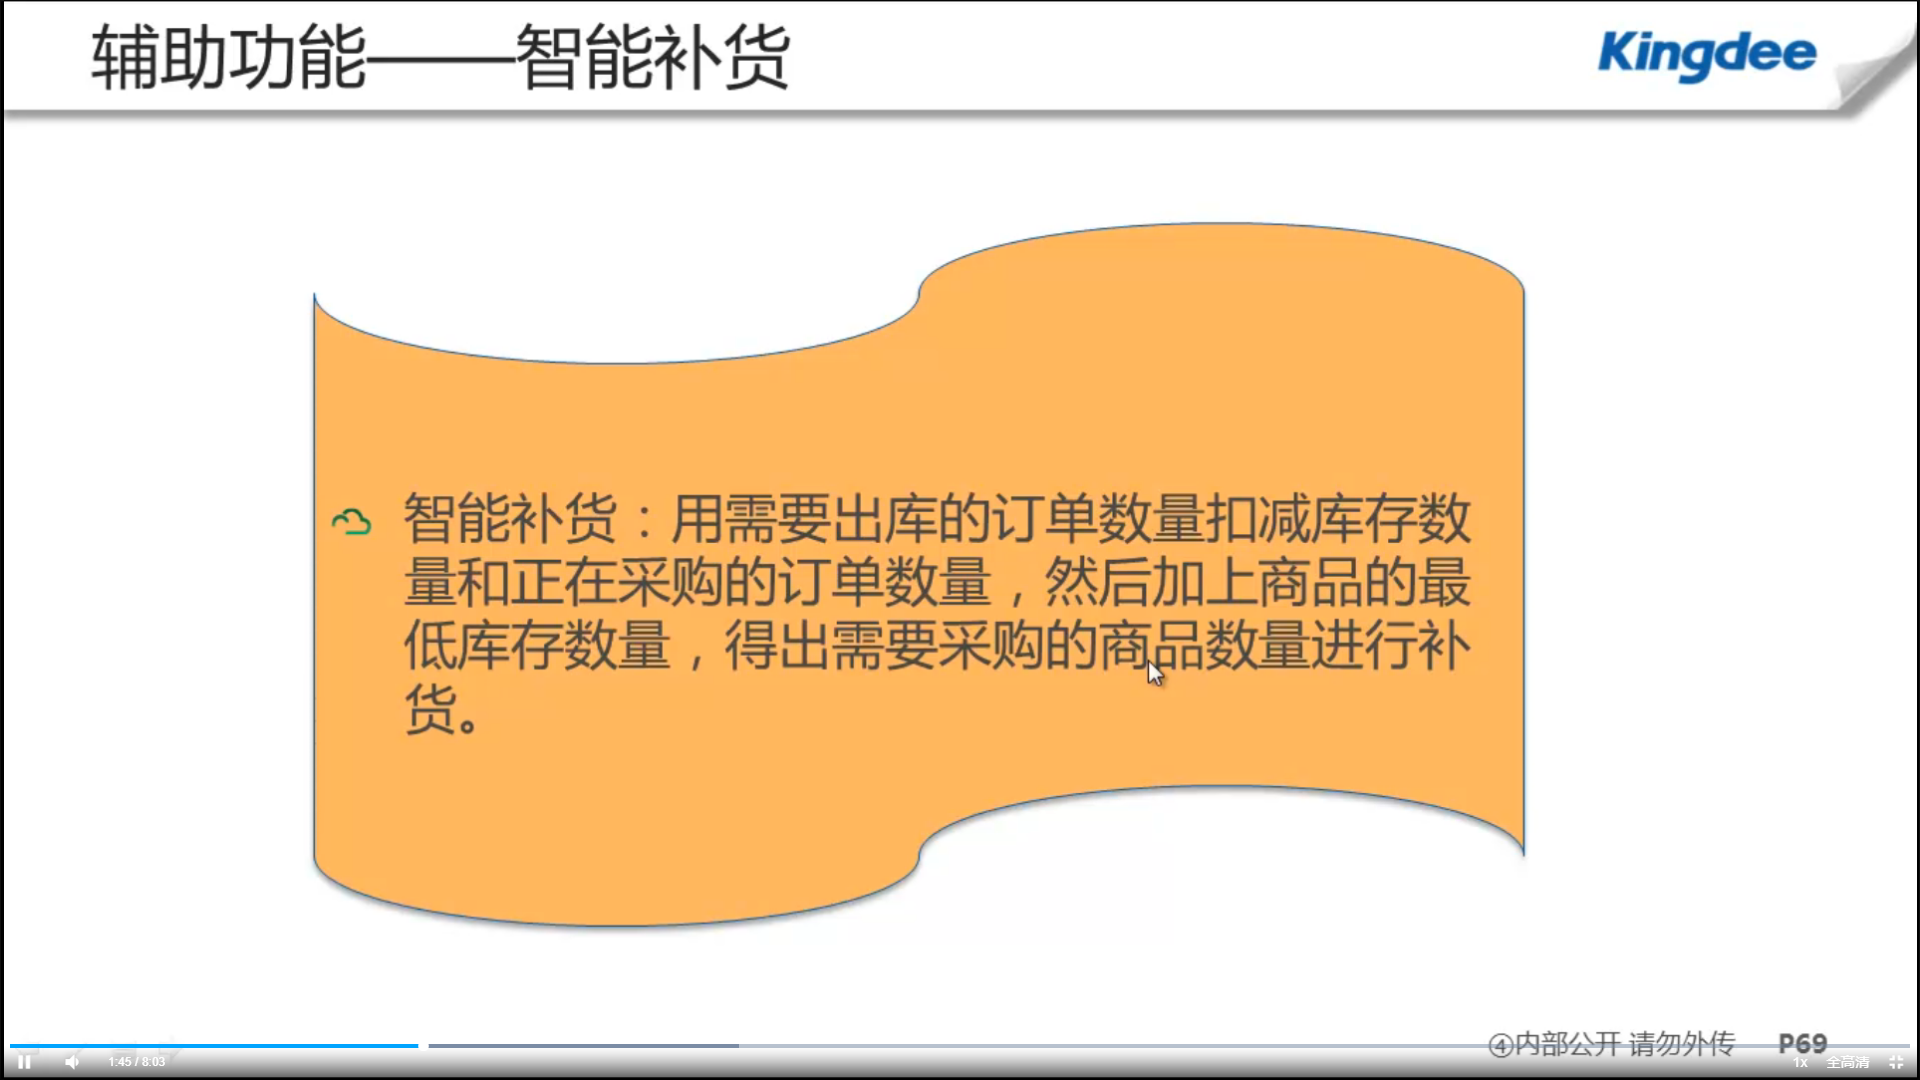 辅助功能——智能补货
Kingdee
智能补货：用需要出库的订单数量扣减库存数
量和正在采购的订单数量，然后加上商品的最
低库存数量，得出需要采购的商品数量进行补
货。
④内部公开 请勿外传 P69
1:45 / 8:03 1x 全高清